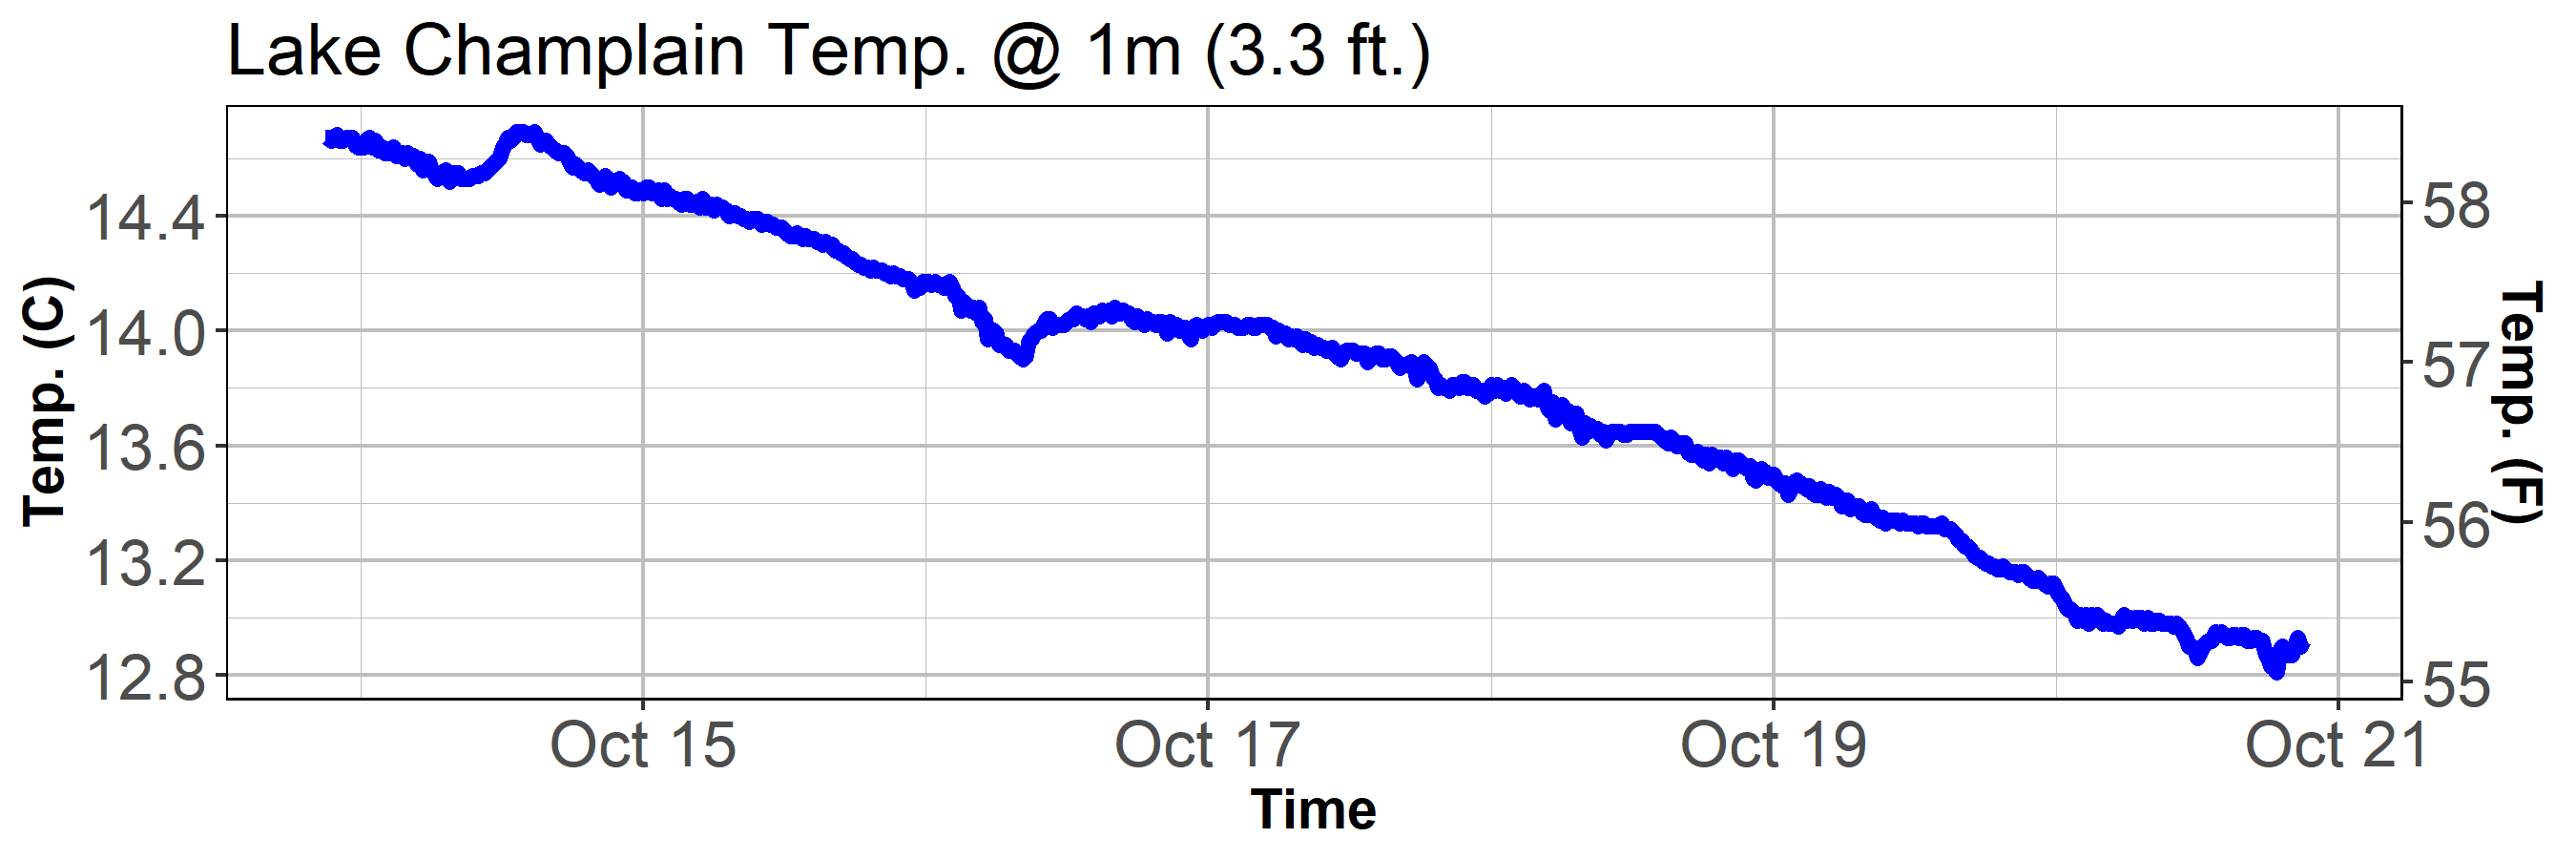 Lake Champlain Temp. @ 1m (3.3 ft.)
Temp. (C)
14.4
14.0
13.6
13.2
12.8
58
57
56
55
Temp. (F)
Oct 15 Oct 17 Oct 19 Oct 21
Time